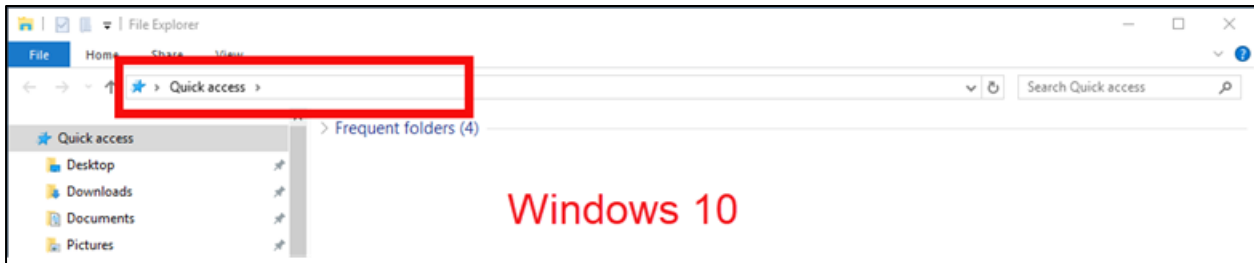 File Explorer
File Home Share View
Quick access
Search Quick access
Quick access
Frequent folders (4)
Desktop
Downloads
Documents
Pictures
Windows 10